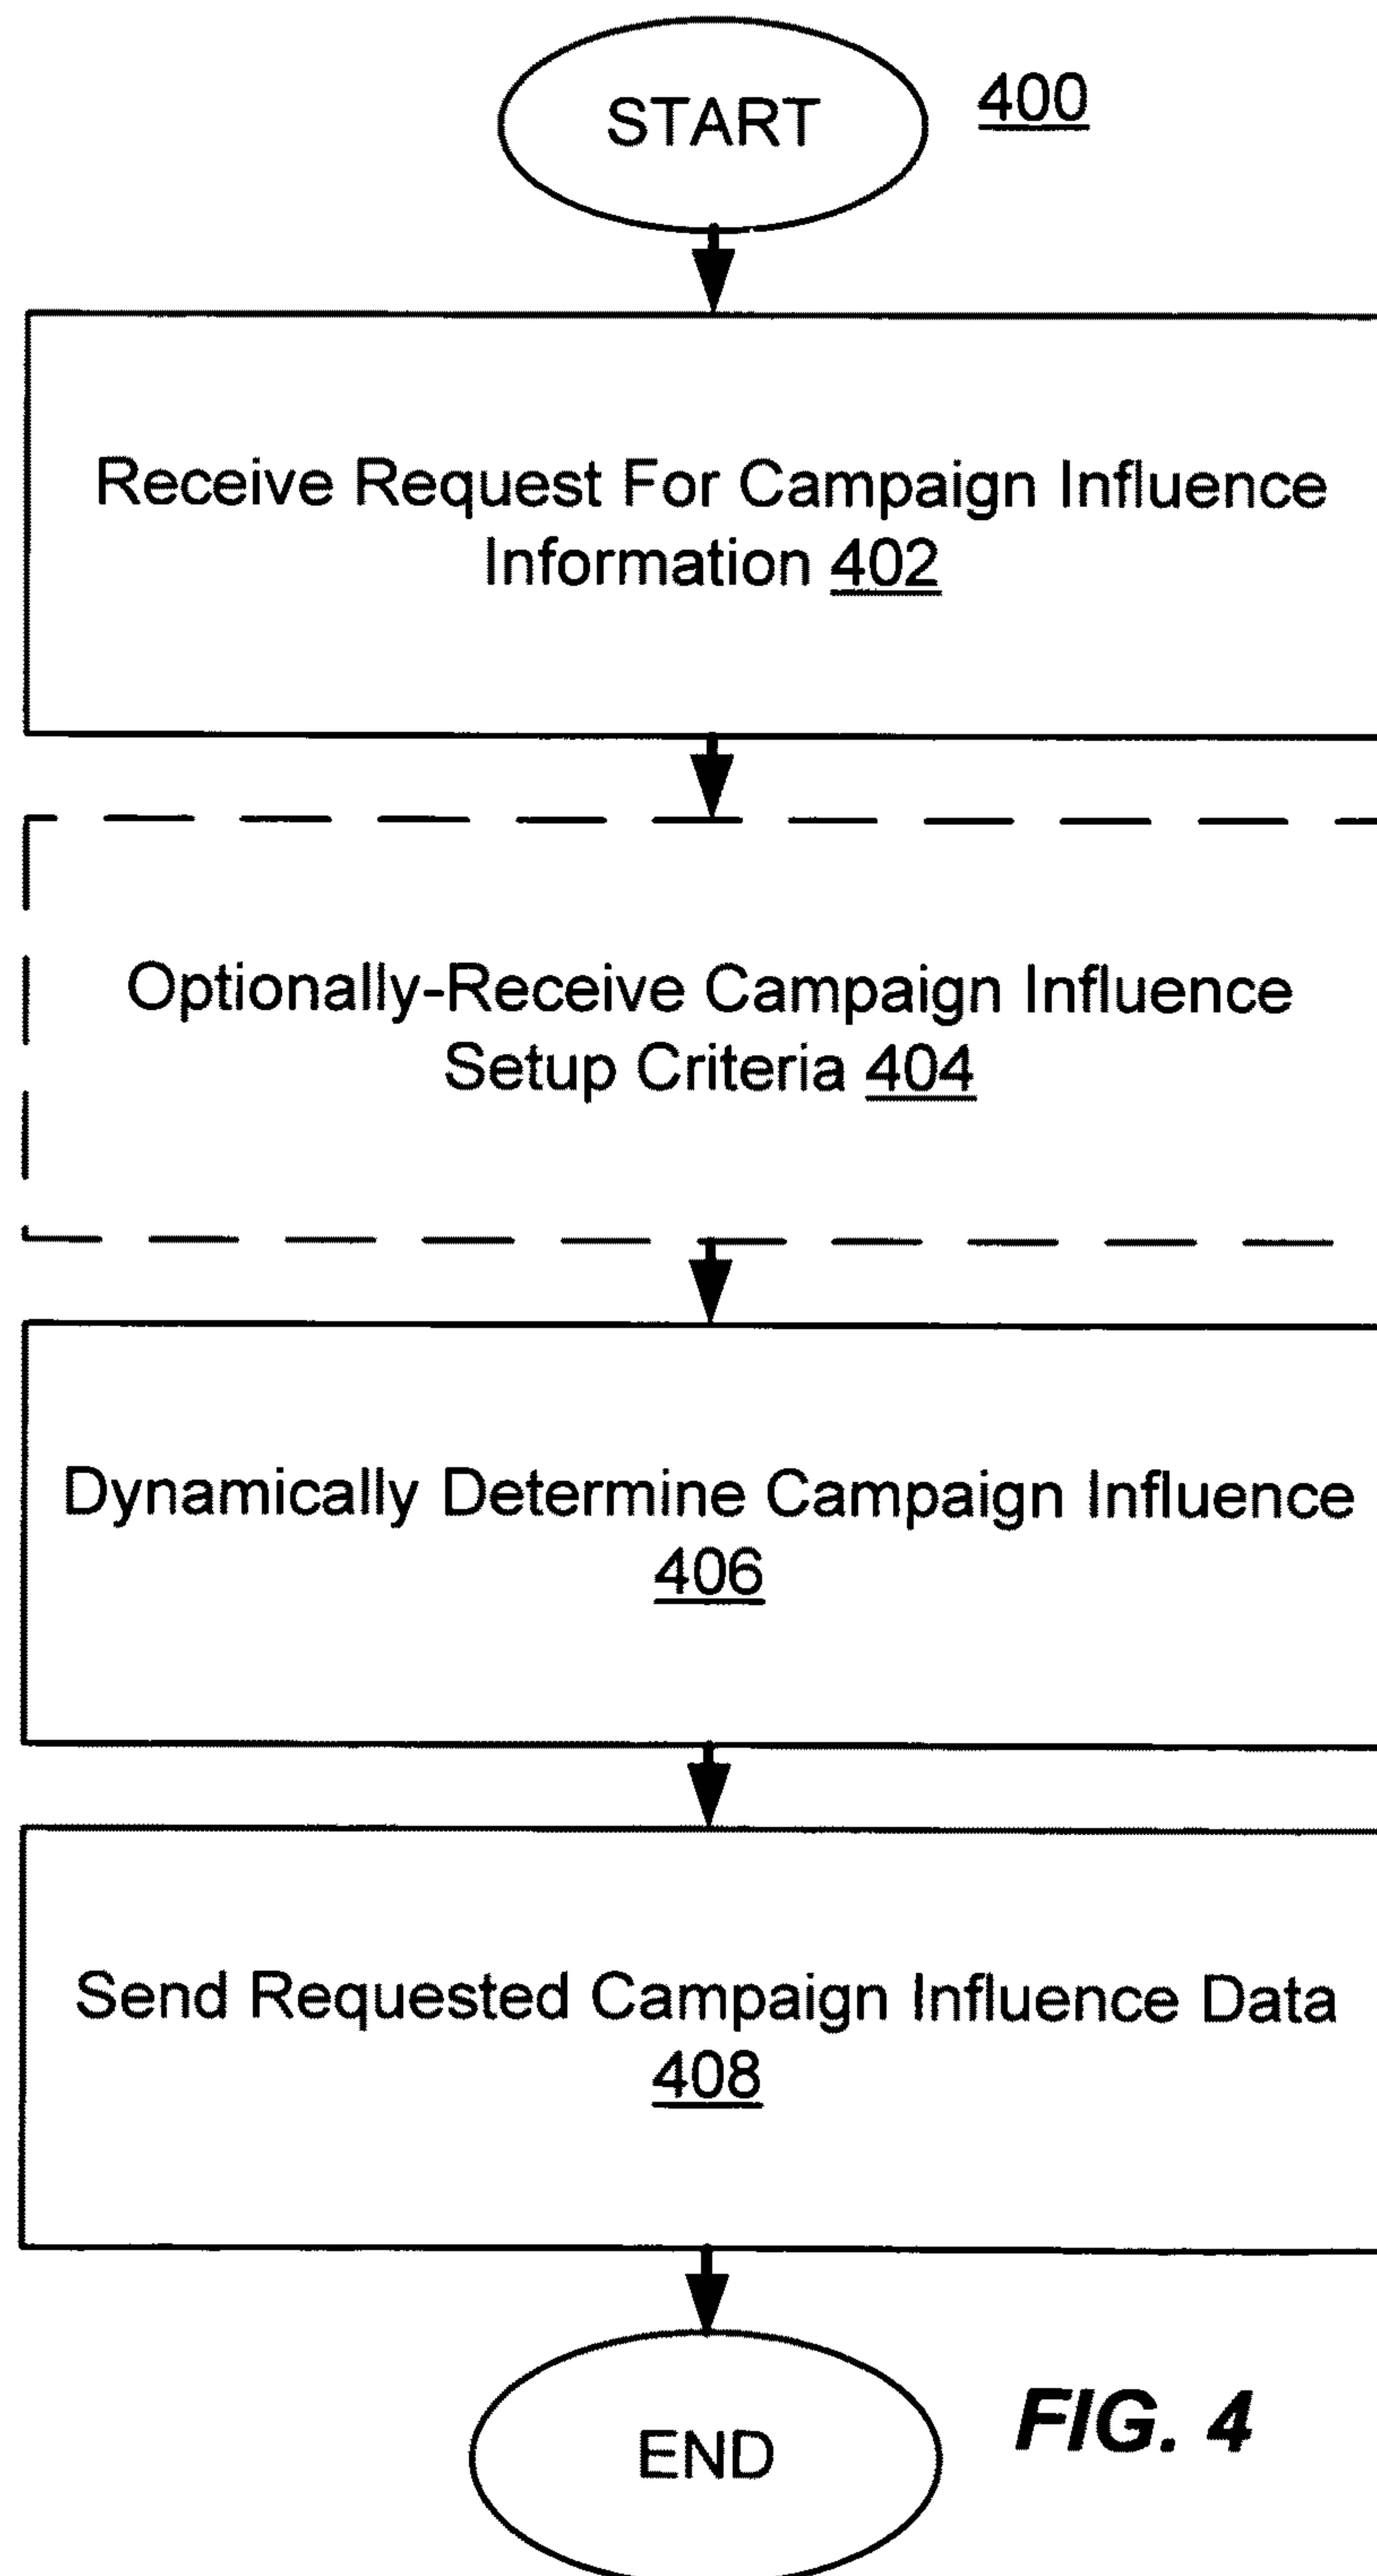 START
400
Receive Request For Campaign Influence
Information 402
Optionally-Receive Campaign Influence
Setup Criteria 404
Dynamically Determine Campaign Influence
406
Send Requested Campaign Influence Data
408
END
FIG. 4